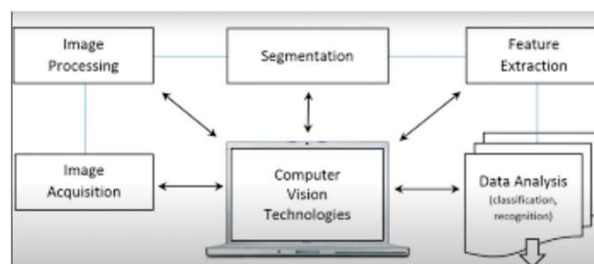 Image
Processing
Segmentation
Feature
Extraction
Image
Acquisition
Computer
Vision
Technologies
Data Analysis
(classification,
recognition)